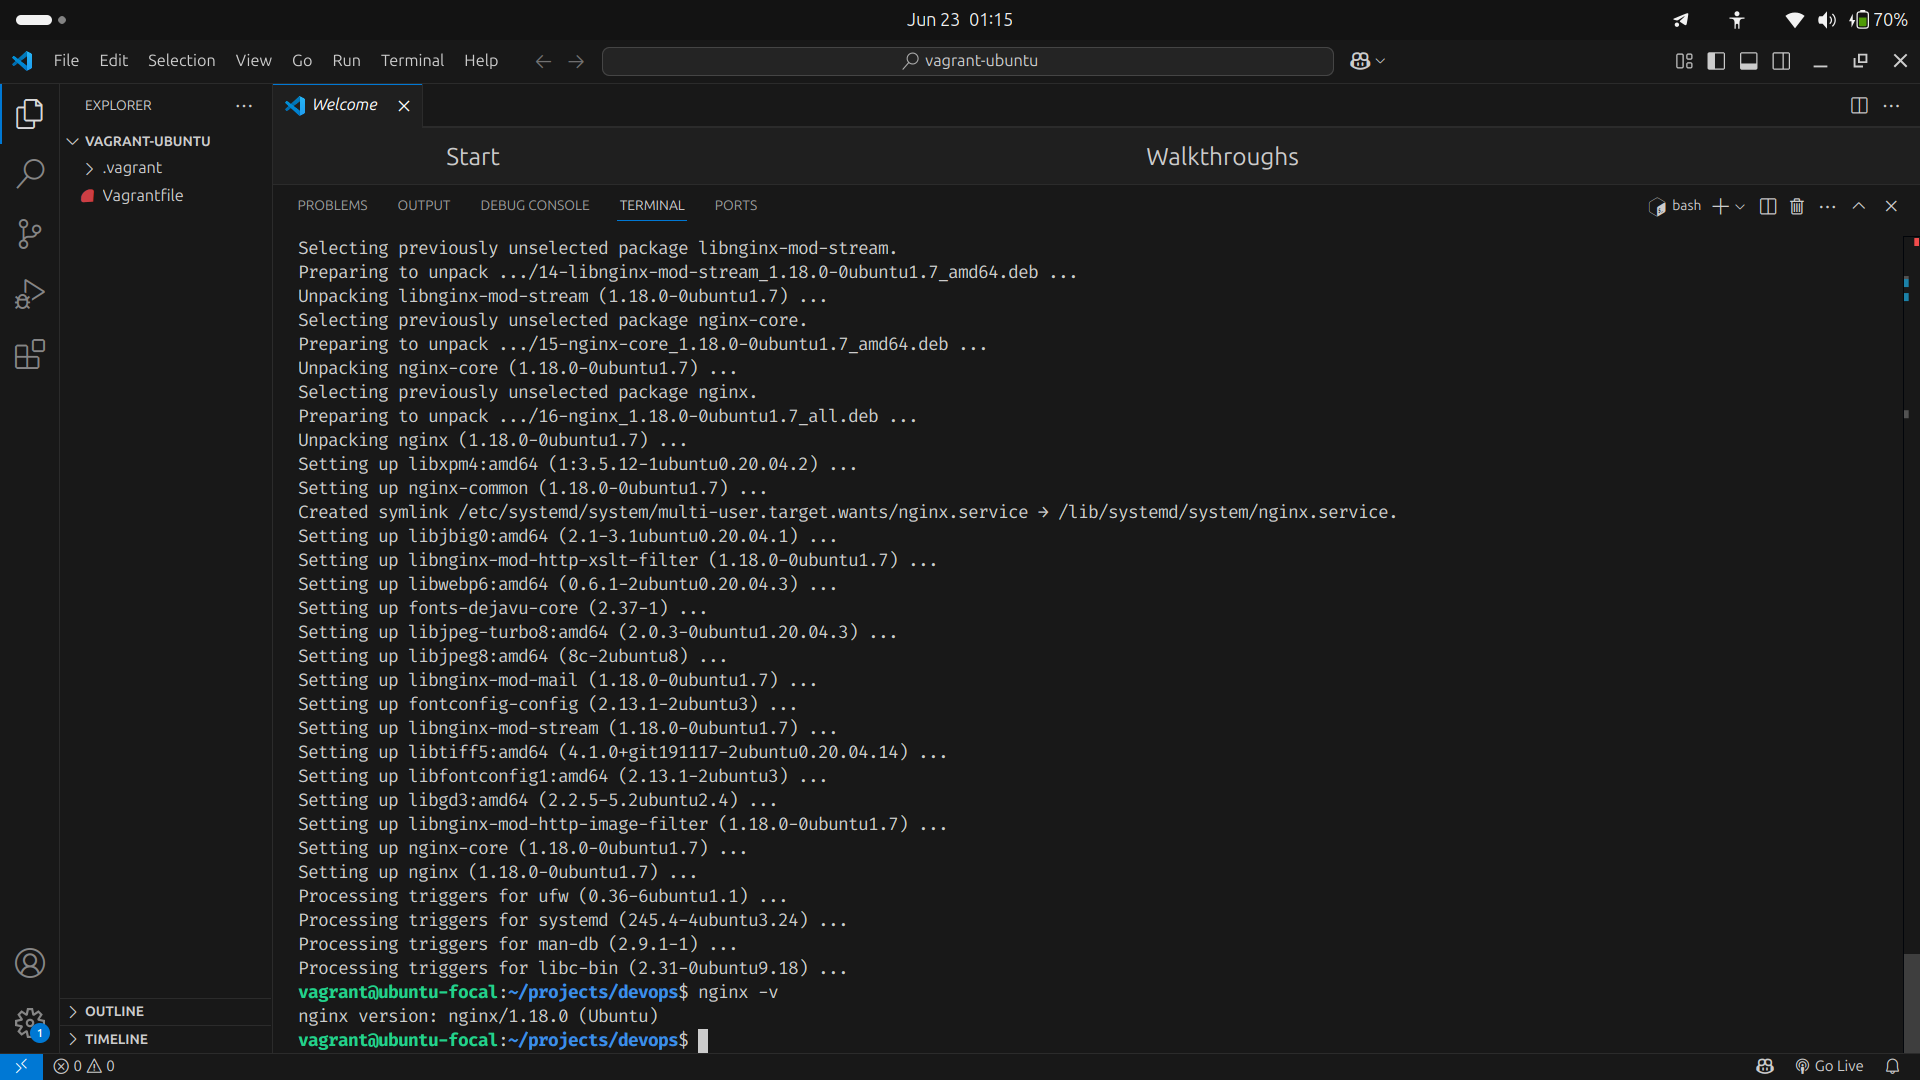 Jun 23 01:15
70%
File Edit Selection View Go Run Terminal Help
vagrant-ubuntu
EXPLORER
Welcome
VAGRANT-UBUNTU
.vagrant
Vagrantfile
Start
Walkthroughs
PROBLEMS OUTPUT DEBUG CONSOLE TERMINAL PORTS
bash
Selecting previously unselected package libnginx-mod-stream.
Preparing to unpack .../14-libnginx-mod-stream_1.18.0-0ubuntu1.7_amd64.deb ...
Unpacking libnginx-mod-stream (1.18.0-0ubuntu1.7) ...
Selecting previously unselected package nginx-core.
Preparing to unpack .../15-nginx-core_1.18.0-0ubuntu1.7_amd64.deb ...
Unpacking nginx-core (1.18.0-0ubuntu1.7) ...
Selecting previously unselected package nginx.
Preparing to unpack .../16-nginx_1.18.0-0ubuntu1.7_all.deb ...
Unpacking nginx (1.18.0-0ubuntu1.7) ...
Setting up libxpm4:amd64 (1:3.5.12-1ubuntu0.20.04.2) ...
Setting up nginx-common (1.18.0-0ubuntu1.7) ...
Created symlink /etc/systemd/system/multi-user.target.wants/nginx.service → /lib/systemd/system/nginx.service.
Setting up libjbig0:amd64 (2.1-3.1ubuntu0.20.04.1) ...
Setting up libnginx-mod-http-xslt-filter (1.18.0-0ubuntu1.7) ...
Setting up libwebp6:amd64 (0.6.1-2ubuntu0.20.04.3) ...
Setting up fonts-dejavu-core (2.37-1) ...
Setting up libjpeg-turbo8:amd64 (2.0.3-0ubuntu1.20.04.3) ...
Setting up libjpeg8:amd64 (8c-2ubuntu8) ...
Setting up libnginx-mod-mail (1.18.0-0ubuntu1.7) ...
Setting up fontconfig-config (2.13.1-2ubuntu3) ...
Setting up libnginx-mod-stream (1.18.0-0ubuntu1.7) ...
Setting up libtiff5:amd64 (4.1.0+git191117-2ubuntu0.20.04.14) ...
Setting up libfontconfig1:amd64 (2.13.1-2ubuntu3) ...
Setting up libgd3:amd64 (2.2.5-5.2ubuntu2.4) ...
Setting up libnginx-mod-http-image-filter (1.18.0-0ubuntu1.7) ...
Setting up nginx-core (1.18.0-0ubuntu1.7) ...
Setting up nginx (1.18.0-0ubuntu1.7) ...
Processing triggers for ufw (0.36-6ubuntu1.1) ...
Processing triggers for systemd (245.4-4ubuntu3.24) ...
Processing triggers for man-db (2.9.1-1) ...
Processing triggers for libc-bin (2.31-0ubuntu9.18) ...
vagrant@ubuntu-focal:~/projects/devops$ nginx -v
nginx version: nginx/1.18.0 (Ubuntu)
vagrant@ubuntu-focal:~/projects/devops$
OUTLINE
1
TIMELINE
0 0
Go Live